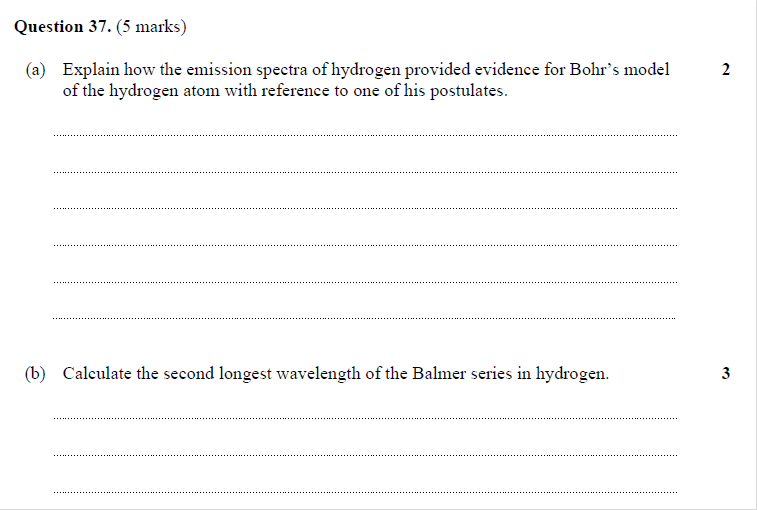 Question 37. (5 marks)
(a) Explain how the emission spectra of hydrogen provided evidence for Bohr's model 2
of the hydrogen atom with reference to one of his postulates.
(b) Calculate the second longest wavelength of the Balmer series in hydrogen. 3